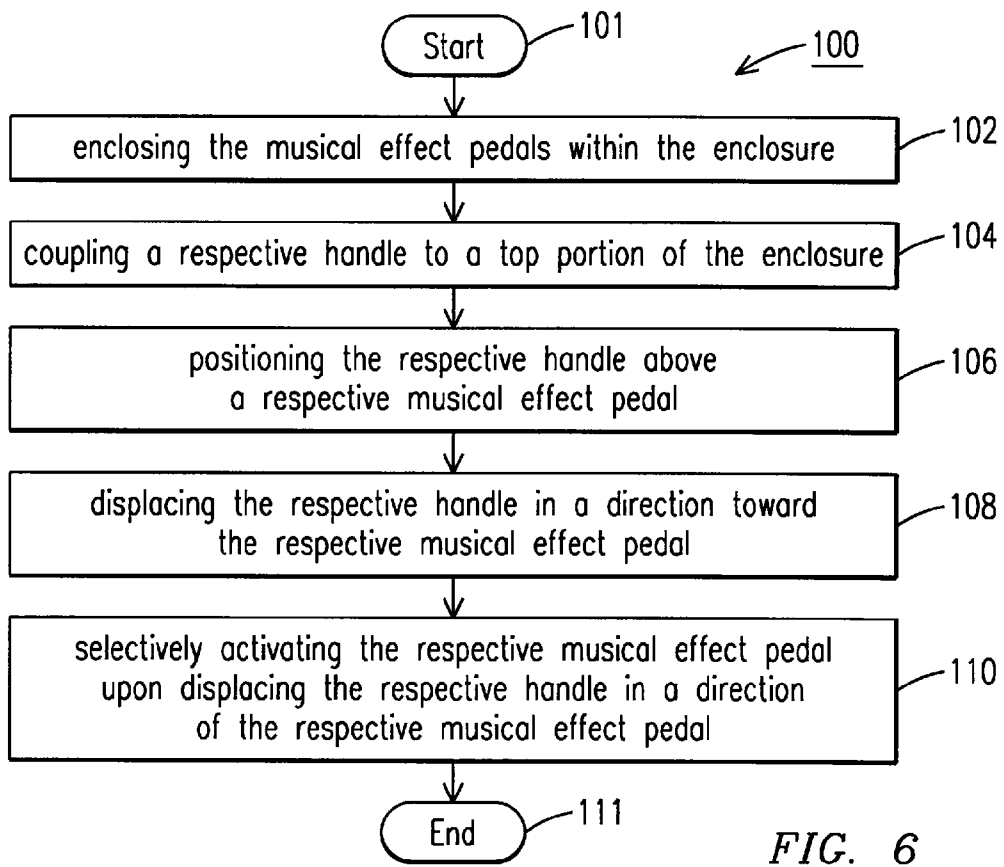 Start
101
100
enclosing the musical effect pedals within the enclosure
102
coupling a respective handle to a top portion of the enclosure
104
positioning the respective handle above
a respective musical effect pedal
106
displacing the respective handle in a direction toward
the respective musical effect pedal
108
selectively activating the respective musical effect pedal
upon displacing the respective handle in a direction
of the respective musical effect pedal
110
End
111
FIG. 6